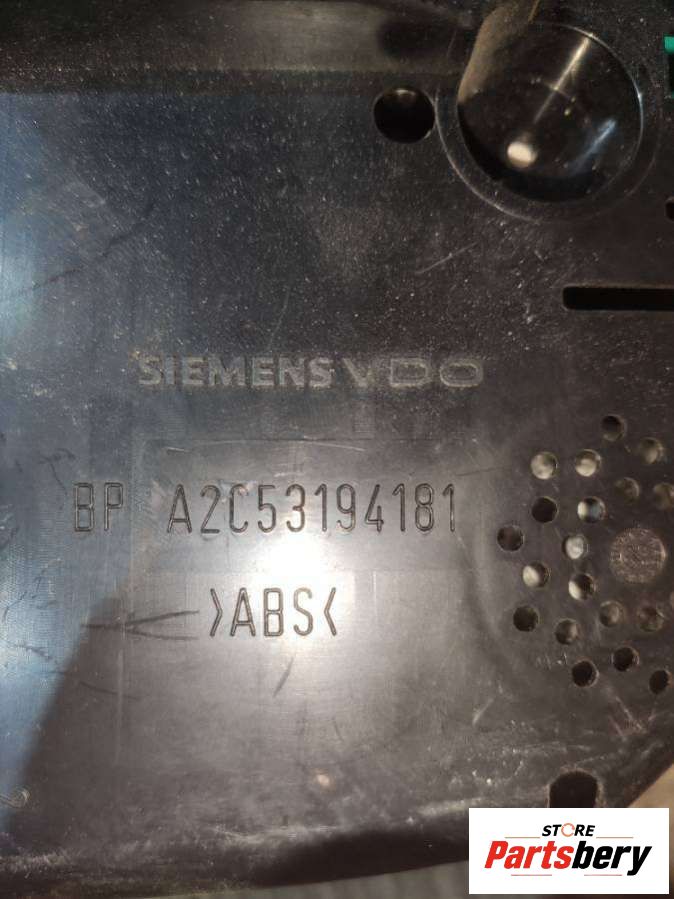 SIEMENS VDO
BP A2C53194181
>ABS<
STORE
Partsbery